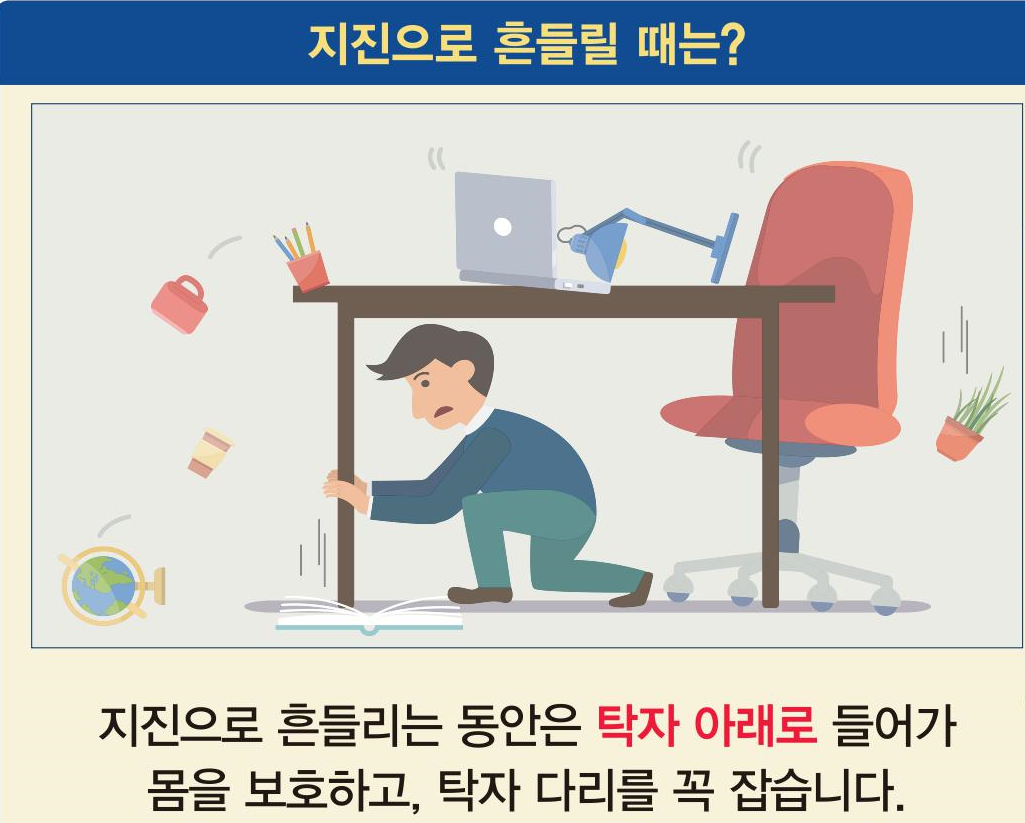 지진으로 흔들릴 때는?
지진으로 흔들리는 동안은 탁자 아래로 들어가
몸을 보호하고, 탁자 다리를 꼭 잡습니다.